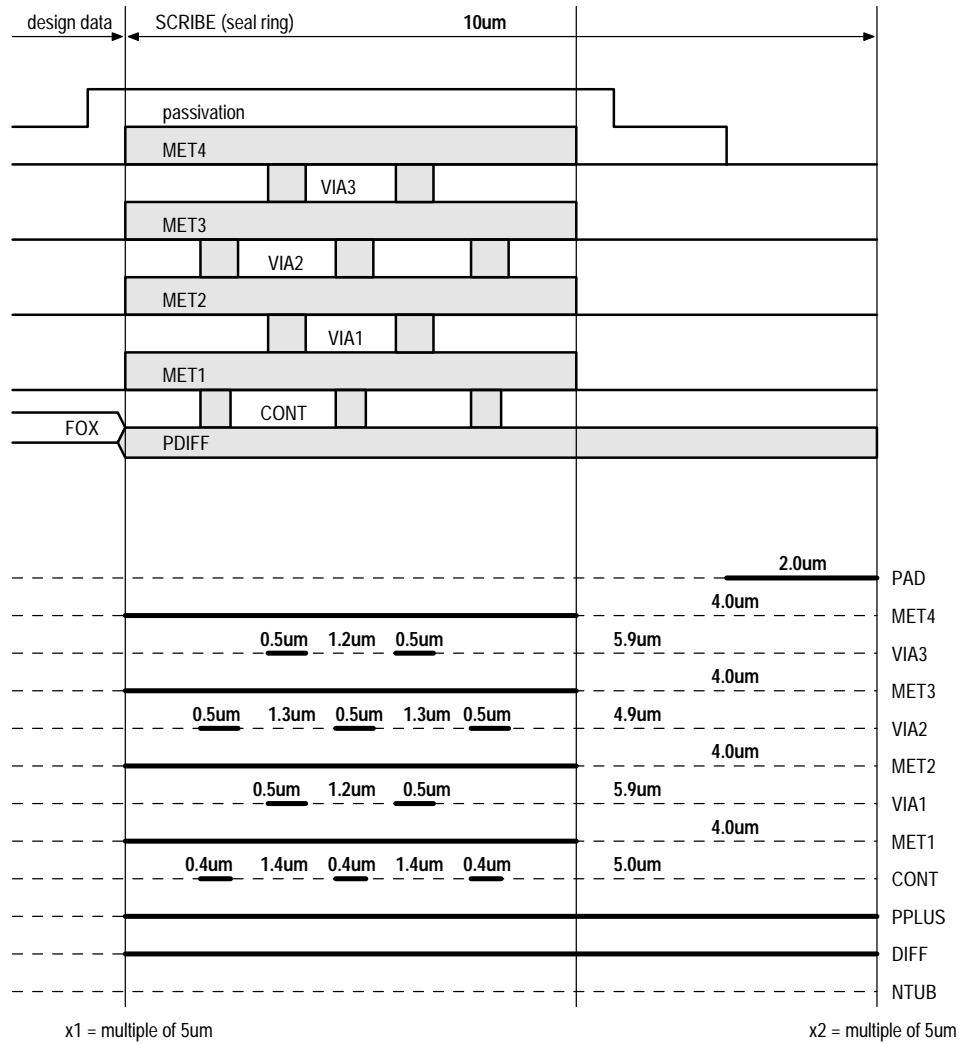 design data SCRIBE (seal ring) 10um
passivation
MET4
VIA3
MET3
VIA2
MET2
VIA1
MET1
CONT
FOX
PDIFF
2.0um PAD
4.0um MET4
0.5um 1.2um 0.5um 5.9um VIA3
4.0um MET3
0.5um 1.3um 0.5um 1.3um 0.5um 4.9um VIA2
4.0um MET2
0.5um 1.2um 0.5um 5.9um VIA1
4.0um MET1
0.4um 1.4um 0.4um 1.4um 0.4um 5.0um CONT
PPLUS
DIFF
NTUB
x1 = multiple of 5um x2 = multiple of 5um